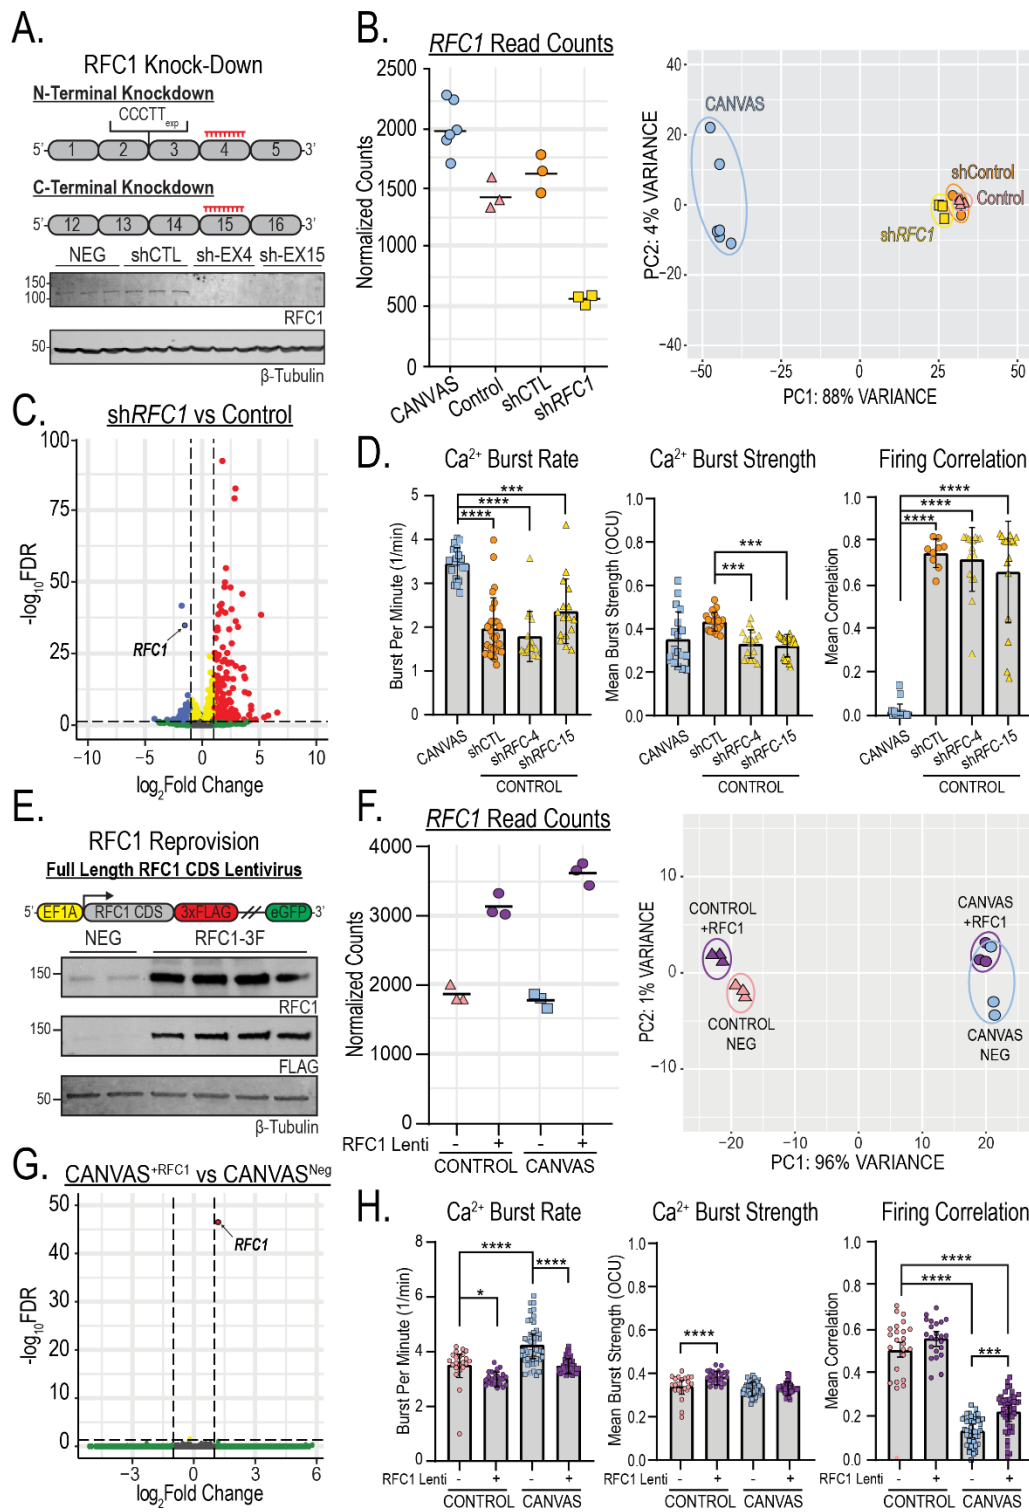 A.
RFC1 Knock-Down
N-Terminal Knockdown
CCCTT exp
5'- 1 2 3 4 5 -3'
C-Terminal Knockdown
5'- 12 13 14 15 16 -3'
NEG shCTL sh-EX4 sh-EX15
150
100
RFC1
50
β-Tubulin
B.
RFC1 Read Counts
Normalized Counts
2500
2000
1500
1000
500
0
CANVAS Control shCTL shRFC1
PC2: 4% VARIANCE
40
20
0
−20
−40
CANVAS
shControl
Control
shRFC1
−50 −25 0 25 50
PC1: 88% VARIANCE
C.
shRFC1 vs Control
-log10FDR
100
75
50
25
0
RFC1
−10 −5 0 5 10
log2Fold Change
D.
Ca2+ Burst Rate
Burst Per Minute (1/min)
5
4
3
2
1
0
***
****
****
CANVAS shCTL shRFC-4 shRFC-15
CONTROL
Ca2+ Burst Strength
Mean Burst Strength (OCU)
1.0
0.8
0.6
0.4
0.2
0.0
***
***
CANVAS shCTL shRFC-4 shRFC-15
CONTROL
Firing Correlation
Mean Correlation
1.0
0.8
0.6
0.4
0.2
0.0
****
****
****
CANVAS shCTL shRFC-4 shRFC-15
CONTROL
E.
RFC1 Reprovision
Full Length RFC1 CDS Lentivirus
5'- EF1A RFC1 CDS 3xFLAG eGFP -3'
NEG RFC1-3F
150
RFC1
150
FLAG
50
β-Tubulin
F.
RFC1 Read Counts
Normalized Counts
4000
3000
2000
1000
0
RFC1 Lenti - + - +
CONTROL CANVAS
PC2: 1% VARIANCE
10
0
−10
CONTROL
+RFC1
CONTROL
NEG
CANVAS
+RFC1
CANVAS
NEG
−20 −10 0 10 20
PC1: 96% VARIANCE
G.
CANVAS+RFC1 vs CANVASNeg
-log10FDR
50
40
30
20
10
0
RFC1
−3 0 3 6
log2Fold Change
H.
Ca2+ Burst Rate
Burst Per Minute (1/min)
8
7
6
5
4
3
2
1
0
****
****
*
RFC1 Lenti - + - +
CONTROL CANVAS
Ca2+ Burst Strength
Mean Burst Strength (OCU)
1.0
0.8
0.6
0.4
0.2
0.0
****
RFC1 Lenti - + - +
CONTROL CANVAS
Firing Correlation
Mean Correlation
1.0
0.8
0.6
0.4
0.2
0.0
****
****
***
RFC1 Lenti - + - +
CONTROL CANVAS